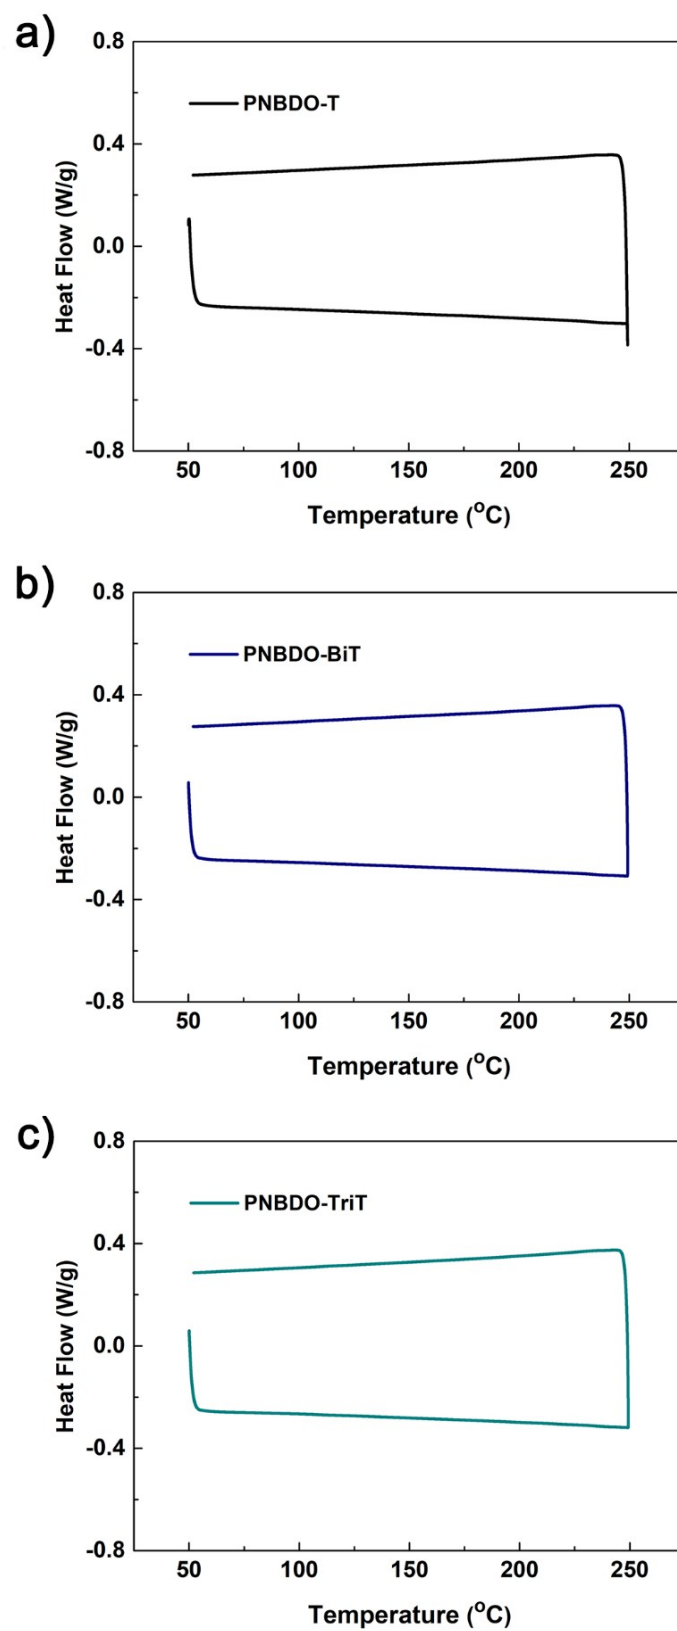 a)
0.8
0.4
0.0
-0.4
-0.8
Heat Flow (W/g)
PNBDO-T
50 100 150 200 250
Temperature (°C)
b)
0.8
0.4
0.0
-0.4
-0.8
Heat Flow (W/g)
PNBDO-BiT
50 100 150 200 250
Temperature (°C)
c)
0.8
0.4
0.0
-0.4
-0.8
Heat Flow (W/g)
PNBDO-TriT
50 100 150 200 250
Temperature (°C)